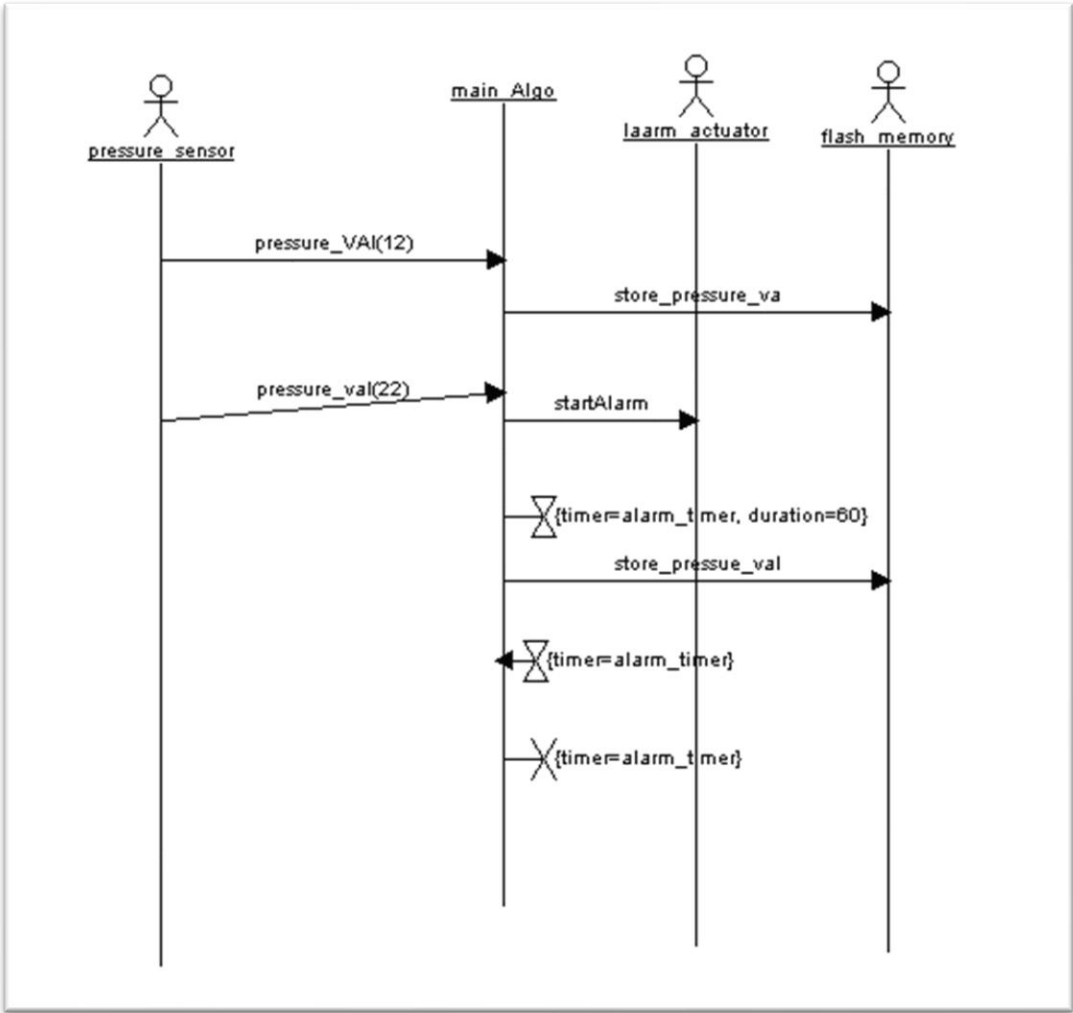 main_Algo
laarm_actuator
flash_memory
pressure_sensor
pressure_VAl(12)
store_pressure_va
pressure_val(22)
startAlarm
{timer=alarm_timer, duration=60}
store_pressue_val
{timer=alarm_timer}
{timer=alarm_timer}